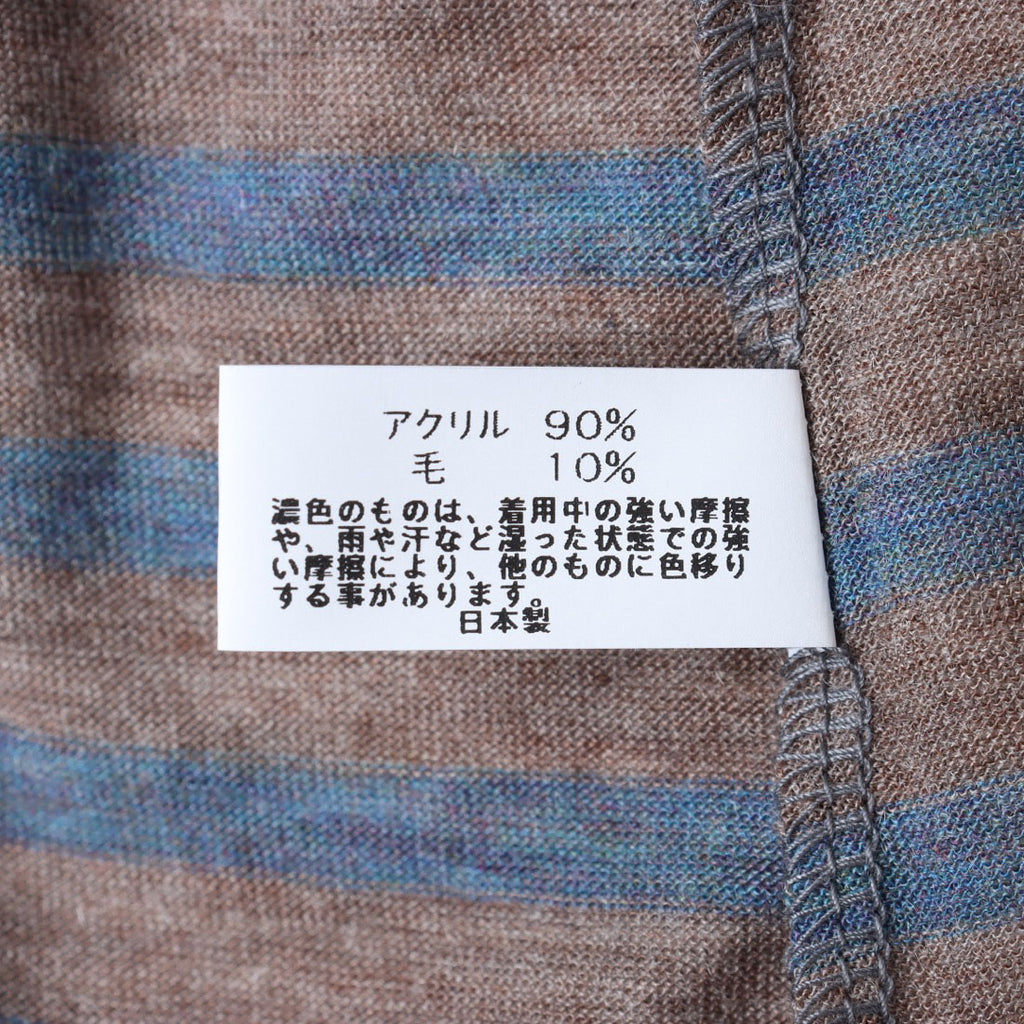 アクリル 90%
毛 10%
濃色のものは、着用中の強い摩擦
や、雨や汗など湿った状態での強
い摩擦により、他のものに色移り
する事があります。
日本製